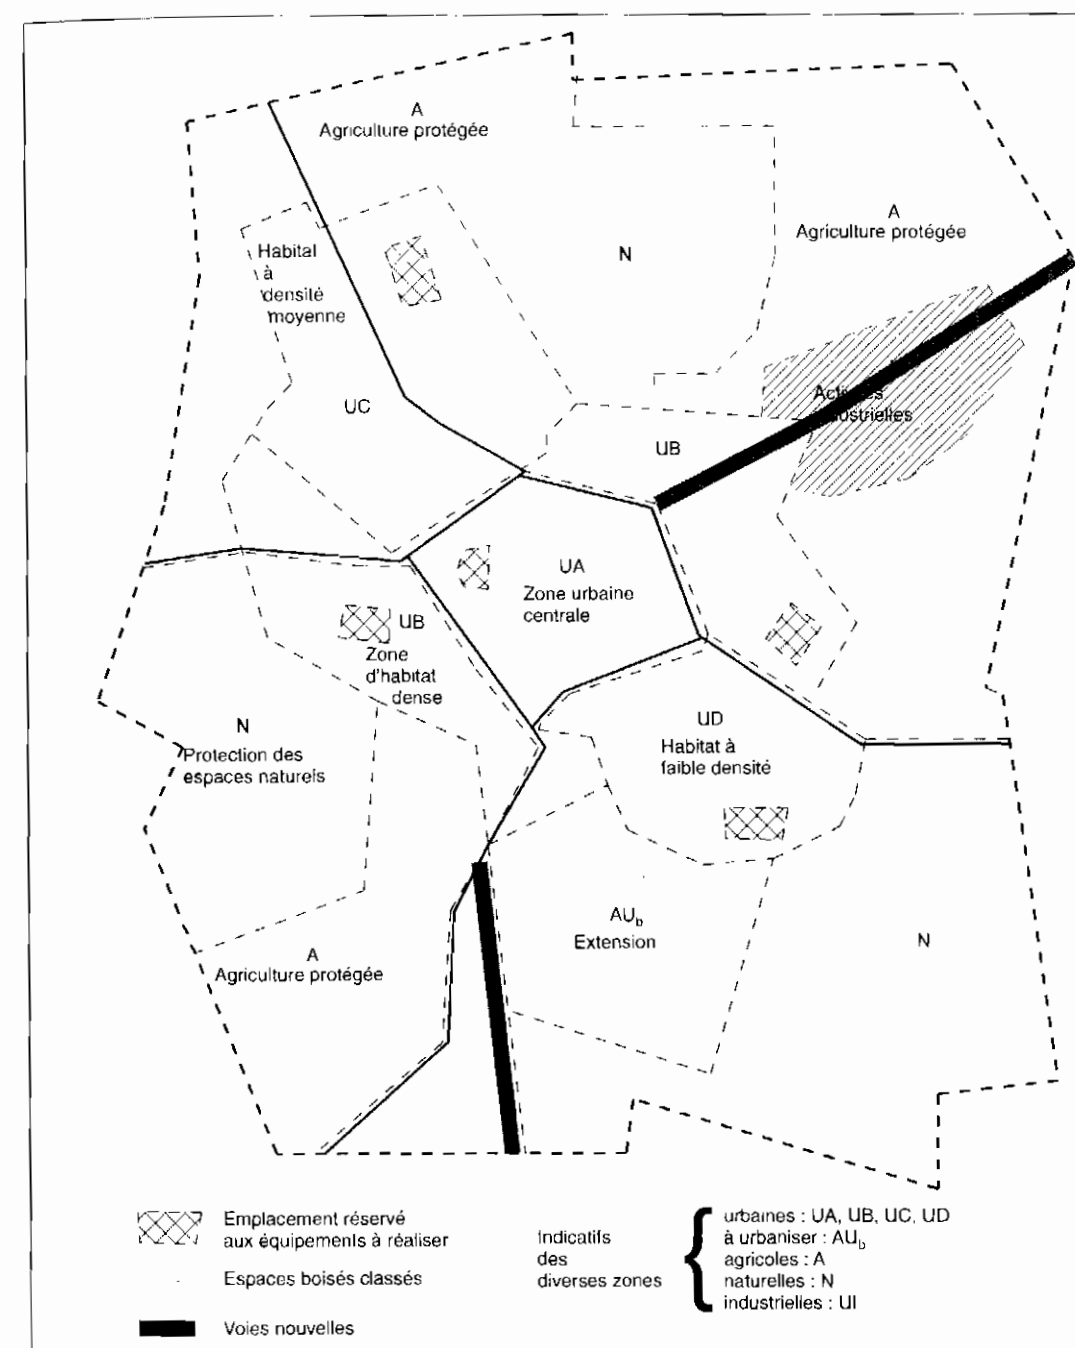 A
Agriculture protégée
A
Agriculture protégée
N
Habital
à
densité
moyenne
UC
UB
industrielles
UA
Zone urbaine
centrale
UB
Zone
d'habitat
dense
N
Protection des
espaces natureis
UD
Habitat à
faible densité
AUb
Extension
N
A
Agriculture protégée
Emplacement réservé
aux équipements à réaliser
Espaces boisés classés
Voies nouvelles
Indicatifs
des
diverses zones
urbaines : UA, UB, UC, UD
à urbaniser : AUb
agricoles : A
naturelles : N
industrielles : UI